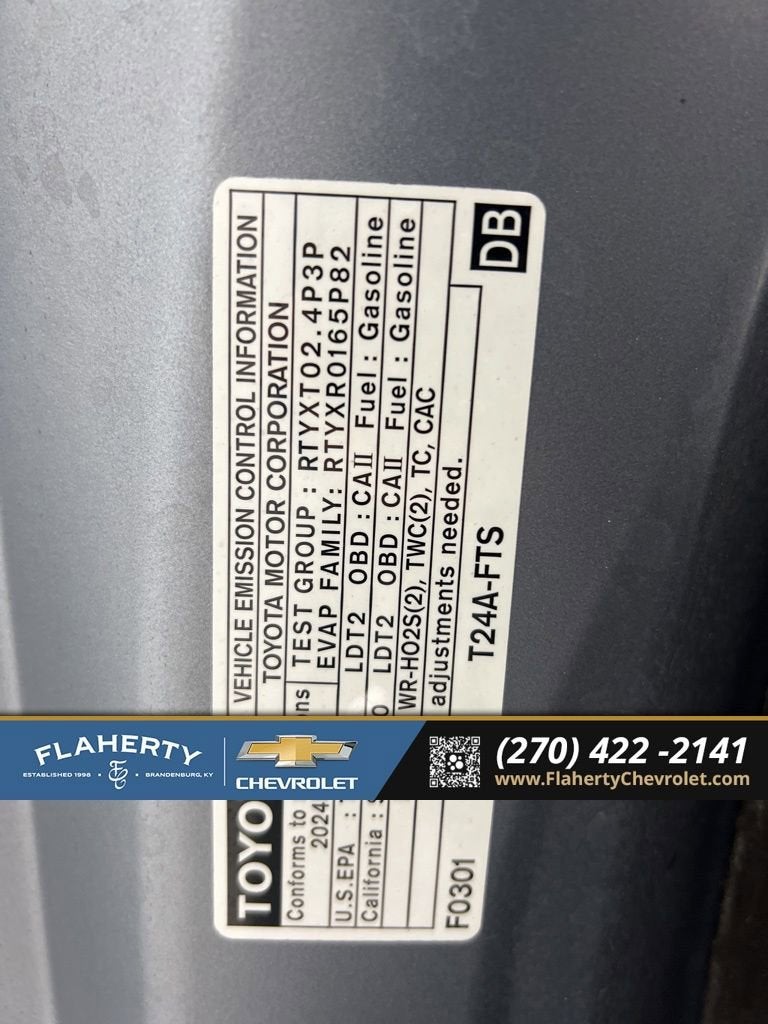 TOYO
VEHICLE EMISSION CONTROL INFORMATION
TOYOTA MOTOR CORPORATION
Conforms to
ns
2024
TEST GROUP : RTYXT02.4P3P
EVAP FAMILY: RTYXR0165P82
U.S.EPA :
LDT2 OBD : CAII Fuel : Gasoline
California :
LDT2 OBD : CAII Fuel : Gasoline
WR-HO2S(2), TWC(2), TC, CAC
adjustments needed.
F0301
T24A-FTS
DB
FLAHERTY
ESTABLISHED 1996
BRANDENBURG, KY
CHEVROLET
(270) 422 -2141
www.FlahertyChevrolet.com